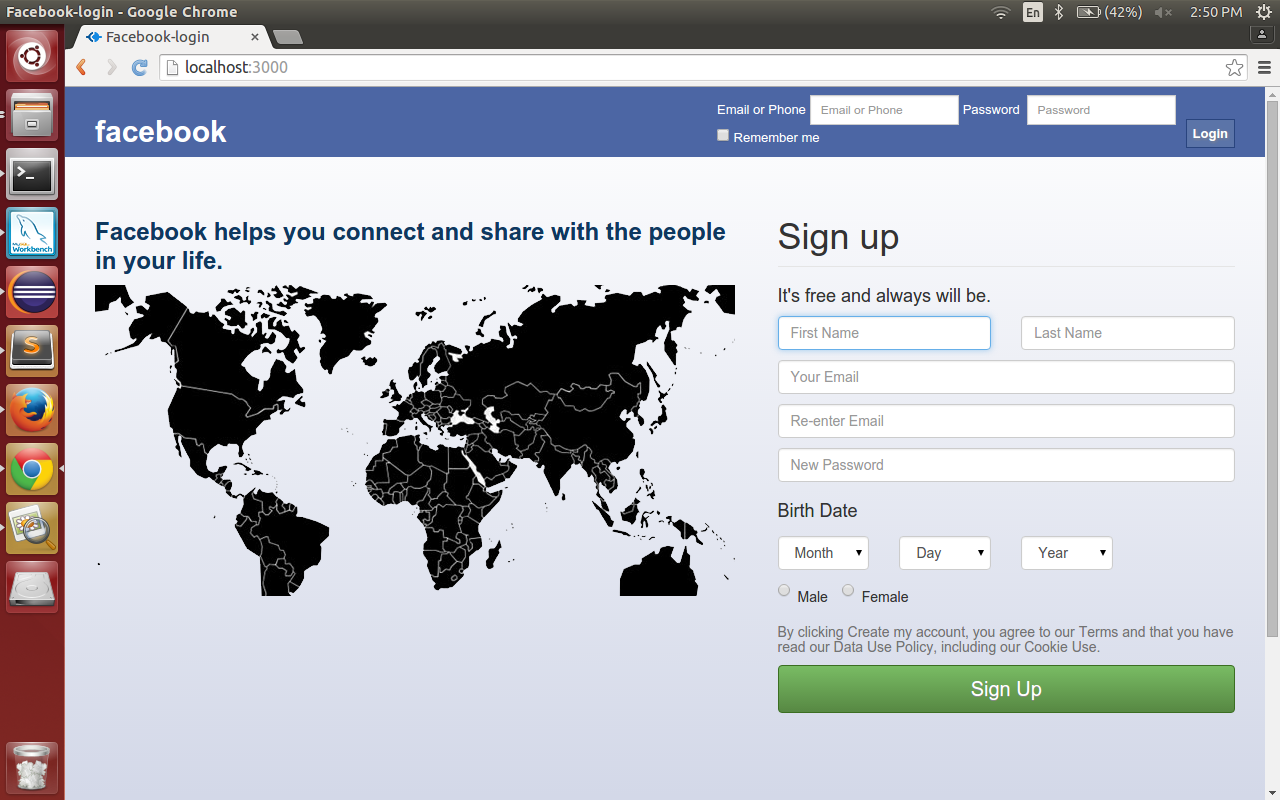 Facebook-login - Google Chrome
En
(42%)
2:50 PM
Facebook-login
localhost:3000
facebook
Email or Phone Email or Phone Password Password
Remember me
Login
Facebook helps you connect and share with the people
in your life.
Sign up
It's free and always will be.
First Name Last Name
Your Email
Re-enter Email
New Password
Birth Date
Month Day Year
Male Female
By clicking Create my account, you agree to our Terms and that you have
read our Data Use Policy, including our Cookie Use.
Sign Up
>_
Workbench
S